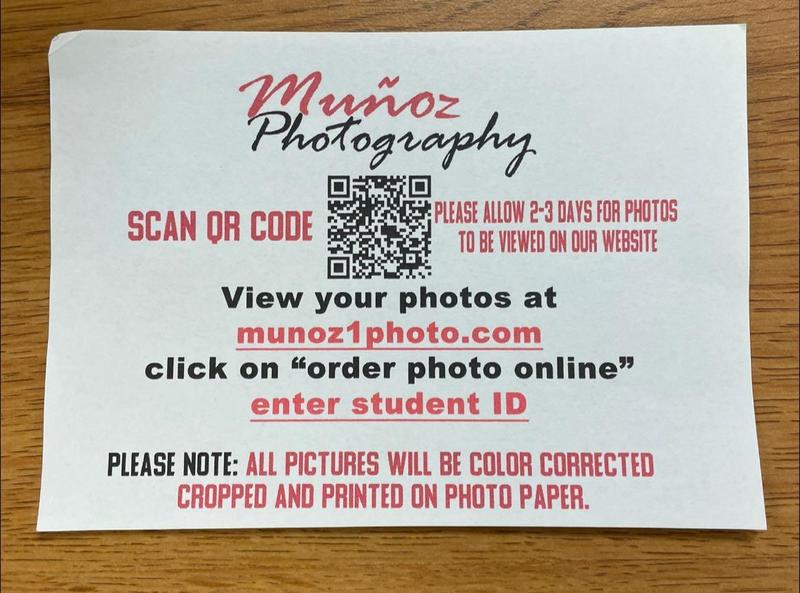 Muñoz
Photography
SCAN QR CODE
PLEASE ALLOW 2-3 DAYS FOR PHOTOS
TO BE VIEWED ON OUR WEBSITE
View your photos at
munoz1photo.com
click on “order photo online”
enter student ID
PLEASE NOTE: ALL PICTURES WILL BE COLOR CORRECTED
CROPPED AND PRINTED ON PHOTO PAPER.